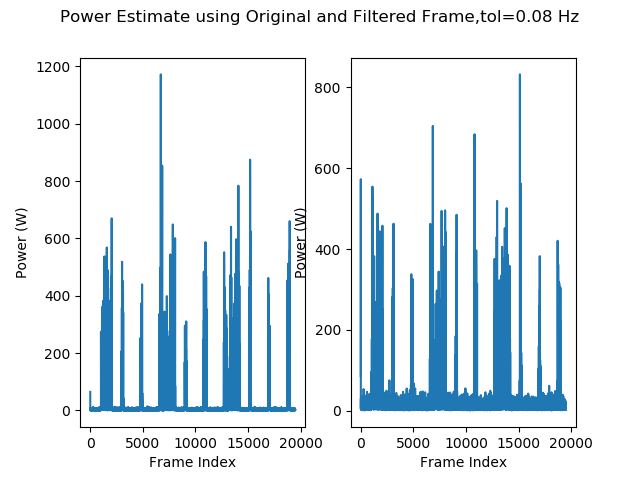 Power Estimate using Original and Filtered Frame,tol=0.08 Hz
Power (W)
1200
1000
800
600
400
200
0
0 5000 10000 15000 20000
Frame Index
Power (W)
800
600
400
200
0
0 5000 10000 15000 20000
Frame Index